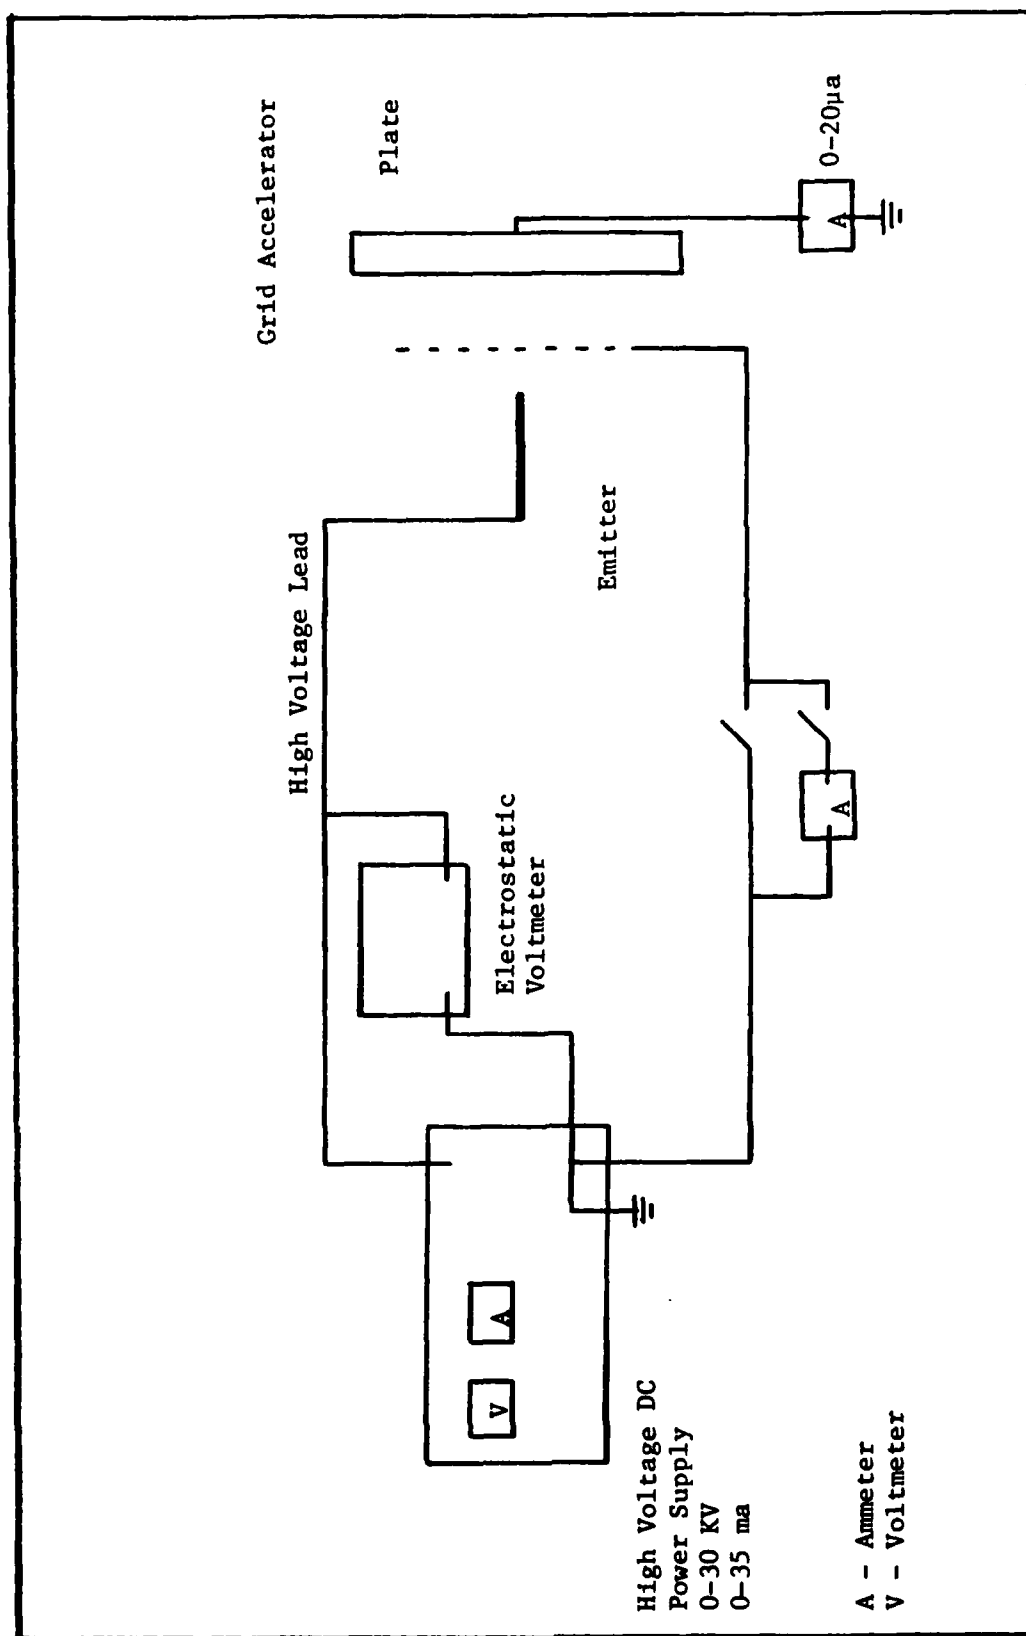 Grid Accelerator
Plate
0-20µa
A
High Voltage Lead
Emitter
Electrostatic
Voltmeter
A
V
A
High Voltage DC
Power Supply
0-30 KV
0-35 ma
A - Ammeter
V - Voltmeter